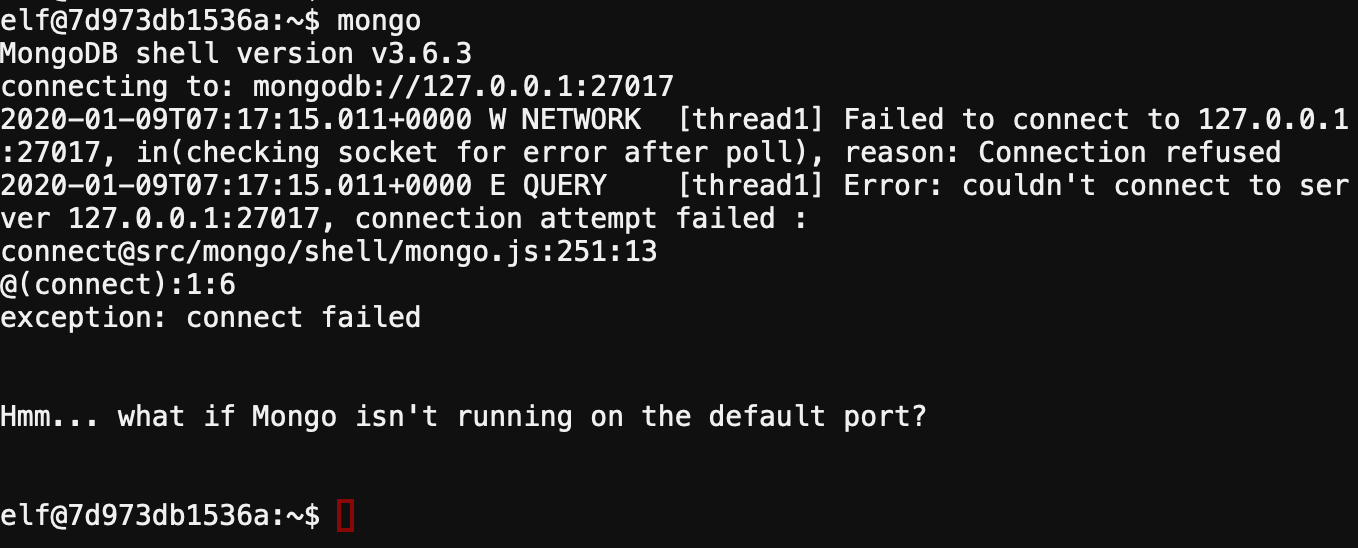 elf@7d973db1536a:~$ mongo
MongoDB shell version v3.6.3
connecting to: mongodb://127.0.0.1:27017
2020-01-09T07:17:15.011+0000 W NETWORK  [thread1] Failed to connect to 127.0.0.1
:27017, in(checking socket for error after poll), reason: Connection refused
2020-01-09T07:17:15.011+0000 E QUERY    [thread1] Error: couldn't connect to ser
ver 127.0.0.1:27017, connection attempt failed :
connect@src/mongo/shell/mongo.js:251:13
@(connect):1:6
exception: connect failed
Hmm... what if Mongo isn't running on the default port?
elf@7d973db1536a:~$